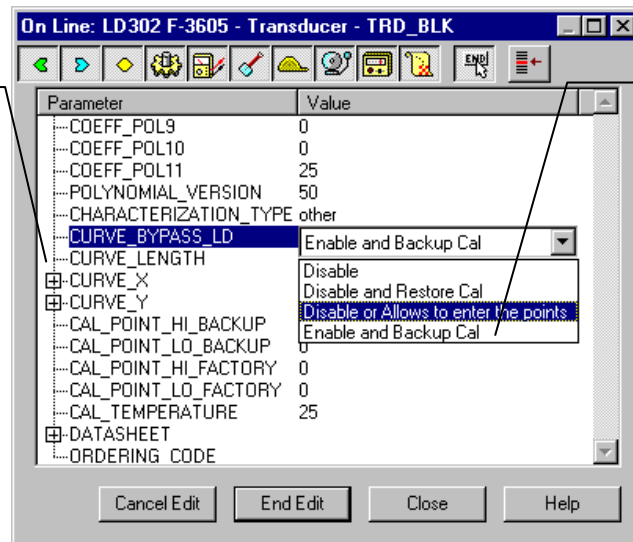 On Line: LD302 F-3605 - Transducer - TRD_BLK
END
Parameter Value
COEFF_POL9 0
COEFF_POL10 0
COEFF_POL11 25
POLYNOMIAL_VERSION 50
CHARACTERIZATION_TYPE other
CURVE_BYPASS_LD Enable and Backup Cal
CURVE_LENGTH
Disable
CURVE_X Disable and Restore Cal
CURVE_Y Disable or Allows to enter the points
CAL_POINT_HI_BACKUP Enable and Backup Cal
CAL_POINT_LO_BACKUP 0
CAL_POINT_HI_FACTORY 0
CAL_POINT_LO_FACTORY 0
CAL_TEMPERATURE 25
DATASHEET
ORDERING_CODE
Cancel Edit End Edit Close Help